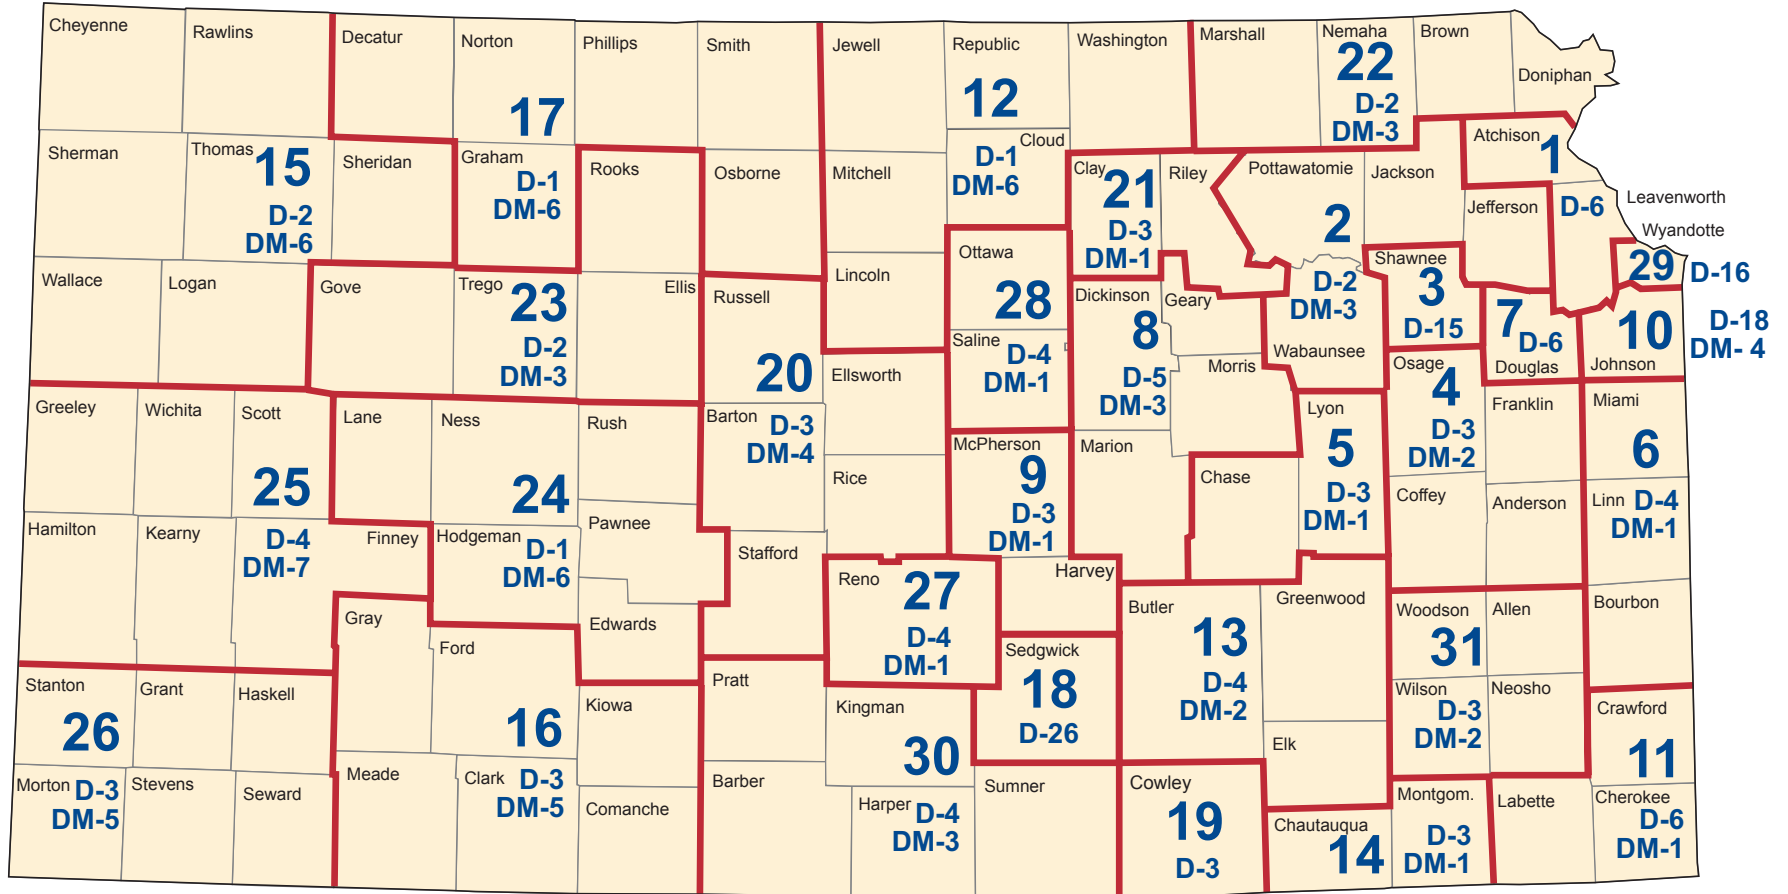 Cheyenne
Rawlins
Decatur
Norton
Phillips
Smith
Jewell
Republic
Washington
Marshall
Nemaha
Brown
Doniphan
17
12
22
D-2
DM-3
Sherman
Thomas
15
D-2
DM-6
Sheridan
Graham
D-1
DM-6
Rooks
Osborne
Mitchell
Cloud
D-1
DM-6
Clay
21
D-3
DM-1
Riley
Pottawatomie
2
D-2
DM-3
Jackson
Atchison
1
D-6
Jefferson
Leavenworth
Wyandotte
29
D-16
Wallace
Logan
Gove
Trego
23
D-2
DM-3
Ellis
Russell
20
Lincoln
Ottawa
28
Saline
D-4
DM-1
Dickinson
8
D-5
DM-3
Geary
Morris
Wabaunsee
Shawnee
3
D-15
7
D-6
Douglas
10
Johnson
D-18
DM- 4
Greeley
Wichita
Scott
25
D-4
DM-7
Lane
Ness
24
Rush
Barton
D-3
DM-4
Ellsworth
Rice
McPherson
9
D-3
DM-1
Marion
Chase
Lyon
5
D-3
DM-1
Osage
4
D-3
DM-2
Franklin
Miami
6
Coffey
Anderson
Linn
D-4
DM-1
Hamilton
Kearny
Finney
Hodgeman
D-1
DM-6
Pawnee
Edwards
Stafford
Reno
27
D-4
DM-1
Harvey
Butler
13
D-4
DM-2
Greenwood
Woodson
31
Allen
Bourbon
Gray
Ford
16
Kiowa
Pratt
Kingman
30
Sedgwick
18
D-26
Elk
Wilson
D-3
DM-2
Neosho
Crawford
11
Stanton
26
Grant
Haskell
Morton
D-3
DM-5
Stevens
Seward
Meade
Clark
D-3
DM-5
Comanche
Barber
Harper
D-4
DM-3
Sumner
Cowley
19
D-3
Chautauqua
14
Montgom.
D-3
DM-1
Labette
Cherokee
D-6
DM-1